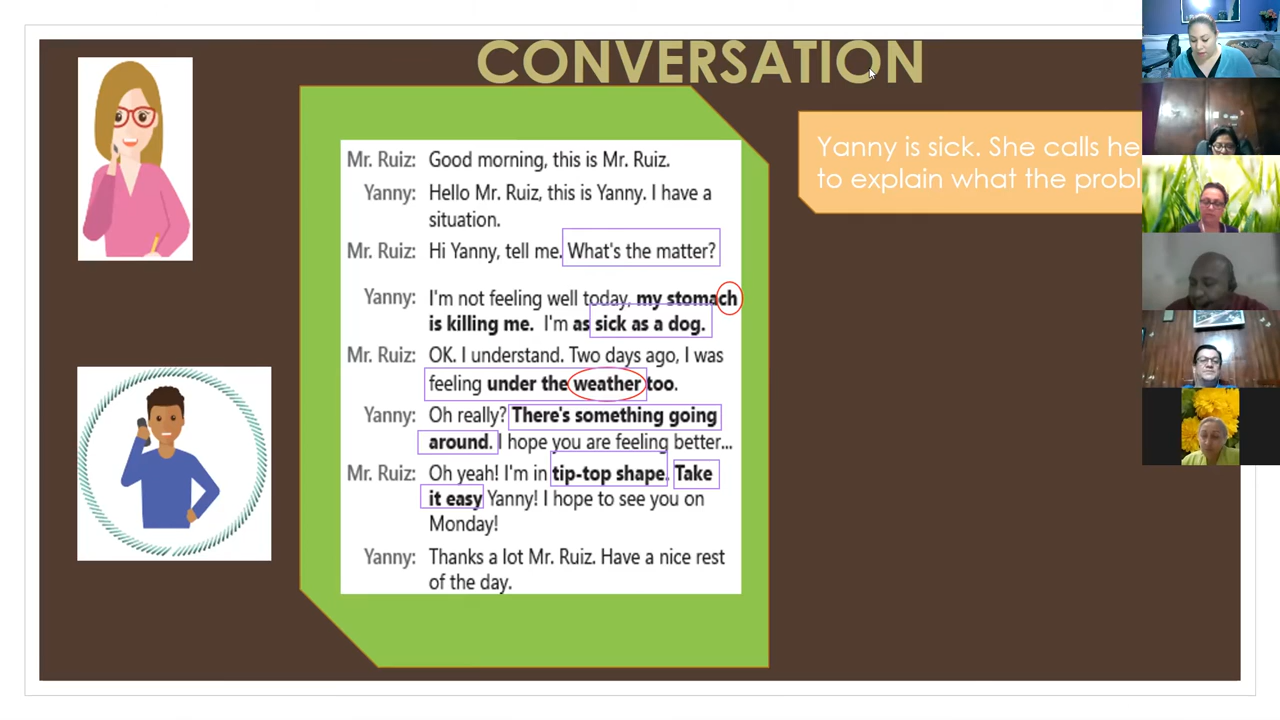 CONVERSATION
Yanny is sick. She calls he
to explain what the probl
Mr. Ruiz: Good morning, this is Mr. Ruiz.
Yanny: Hello Mr. Ruiz, this is Yanny. I have a
situation.
Mr. Ruiz: Hi Yanny, tell me. What's the matter?
Yanny: I'm not feeling well today, my stomach
is killing me. I'm as sick as a dog.
Mr. Ruiz: OK. I understand. Two days ago, I was
feeling under the weather too.
Yanny: Oh really? There's something going
around. I hope you are feeling better...
Mr. Ruiz: Oh yeah! I'm in tip-top shape. Take
it easy Yanny! I hope to see you on
Monday!
Yanny: Thanks a lot Mr. Ruiz. Have a nice rest
of the day.